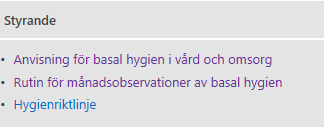 Styrande
• Anvisning för basal hygien i vård och omsorg
• Rutin för månadsobservationer av basal hygien
• Hygienriktlinje